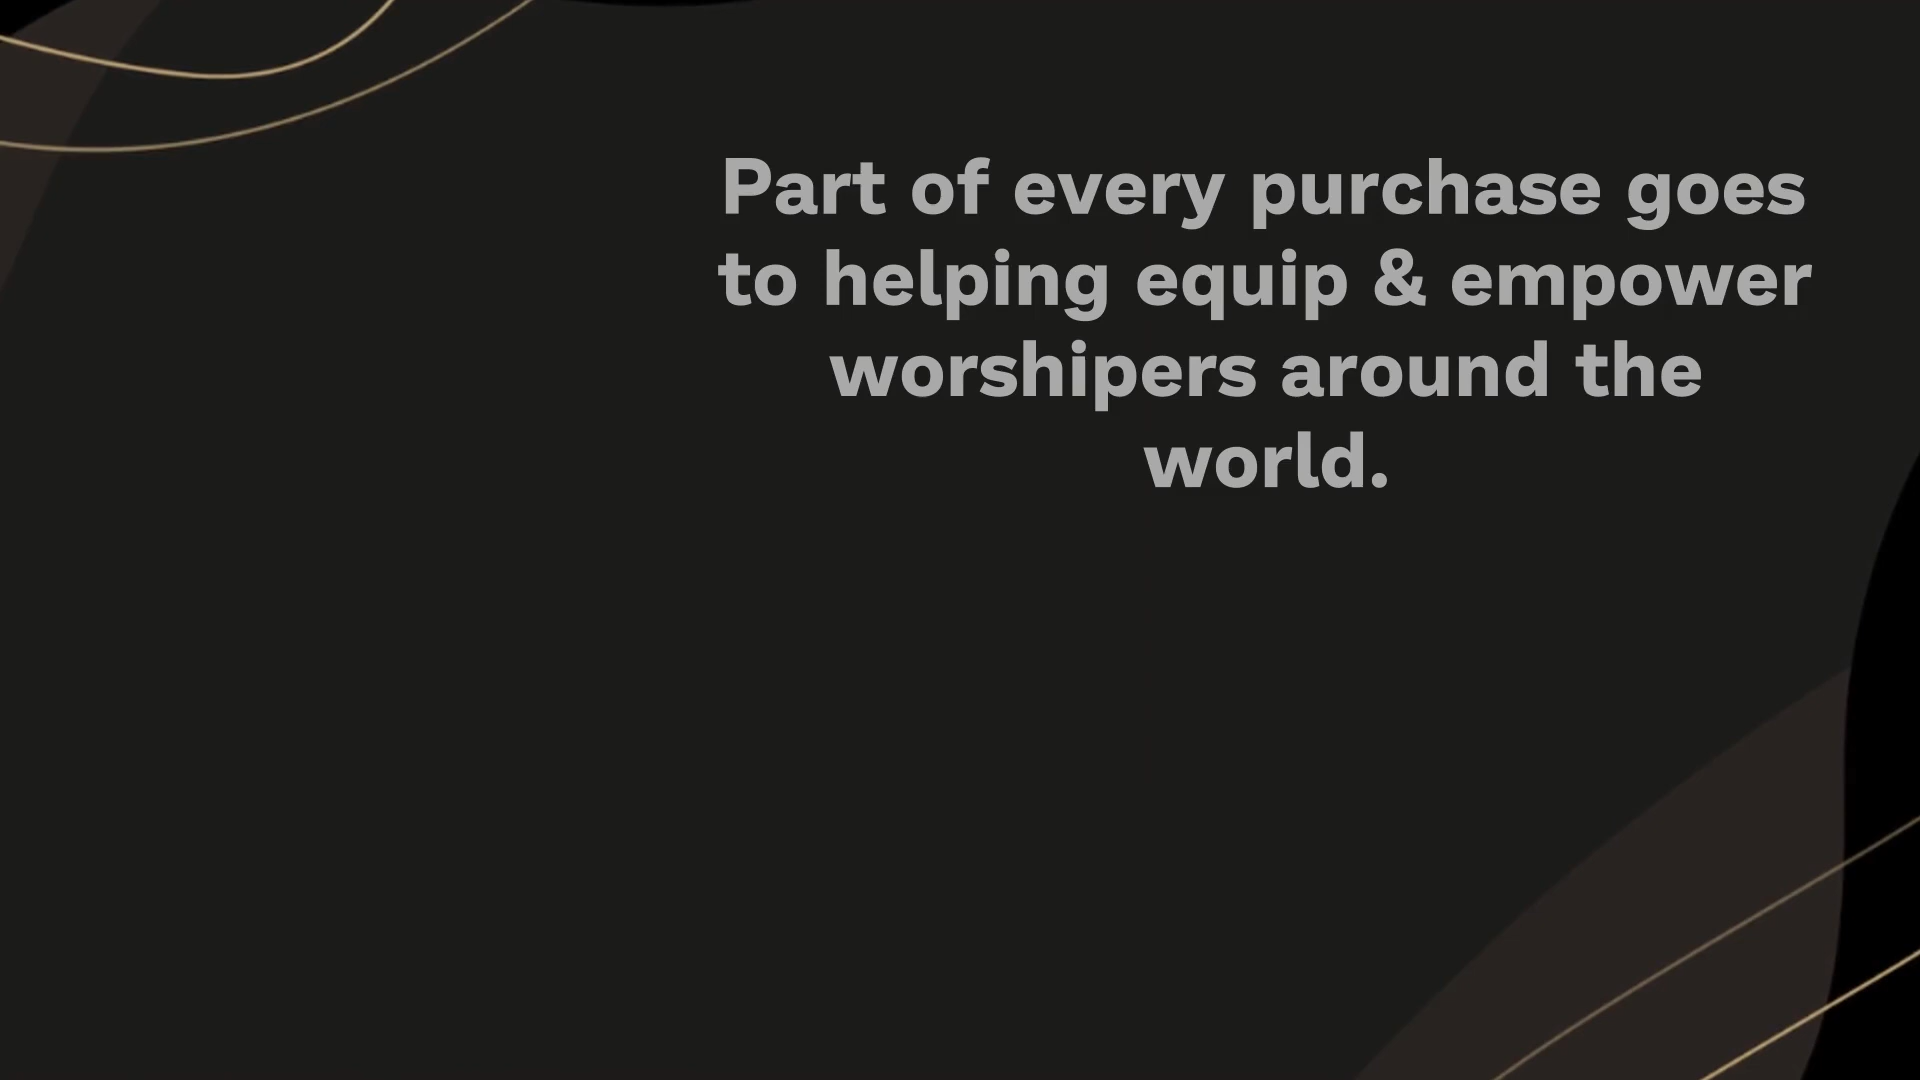 Part of every purchase goes
to helping equip & empower
worshipers around the
world.